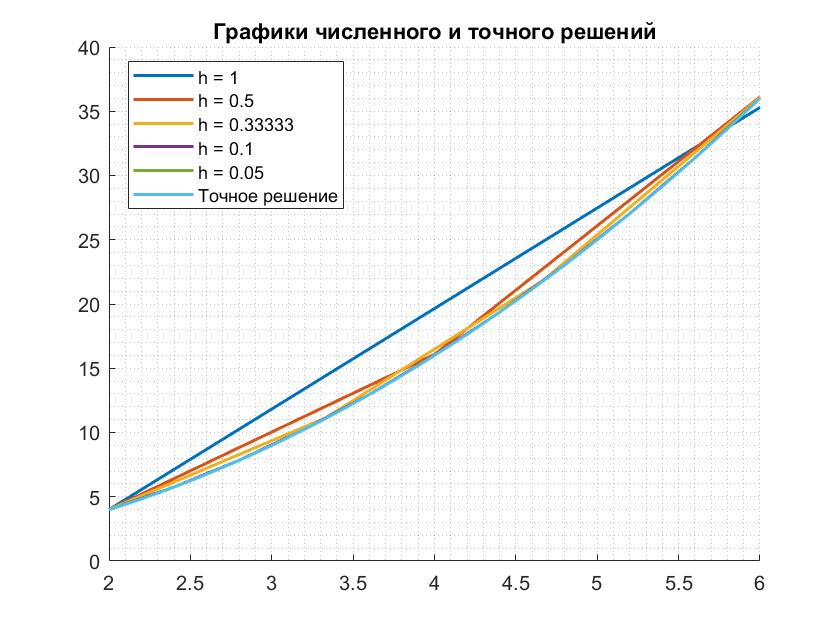 Графики численного и точного решений
40
35
30
25
20
15
10
5
0
h = 1
h = 0.5
h = 0.33333
h = 0.1
h = 0.05
Точное решение
2 2.5 3 3.5 4 4.5 5 5.5 6